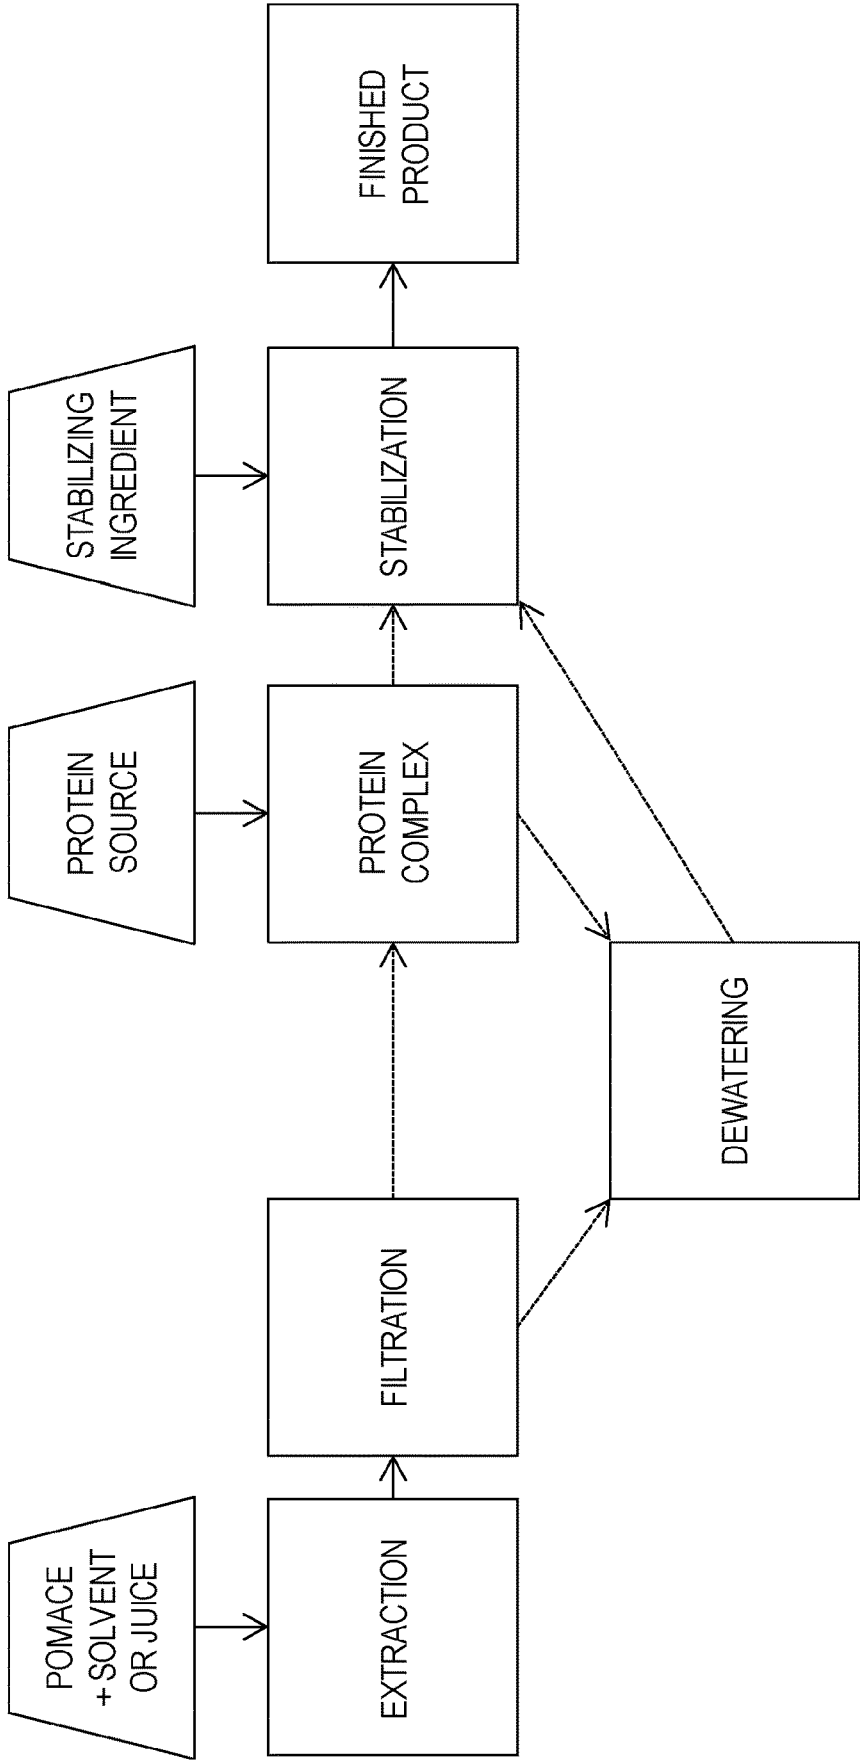 POMACE
+SOLVENT
OR JUICE
PROTEIN
SOURCE
STABILIZING
INGREDIENT
EXTRACTION
FILTRATION
PROTEIN
COMPLEX
STABILIZATION
FINISHED
PRODUCT
DEWATERING